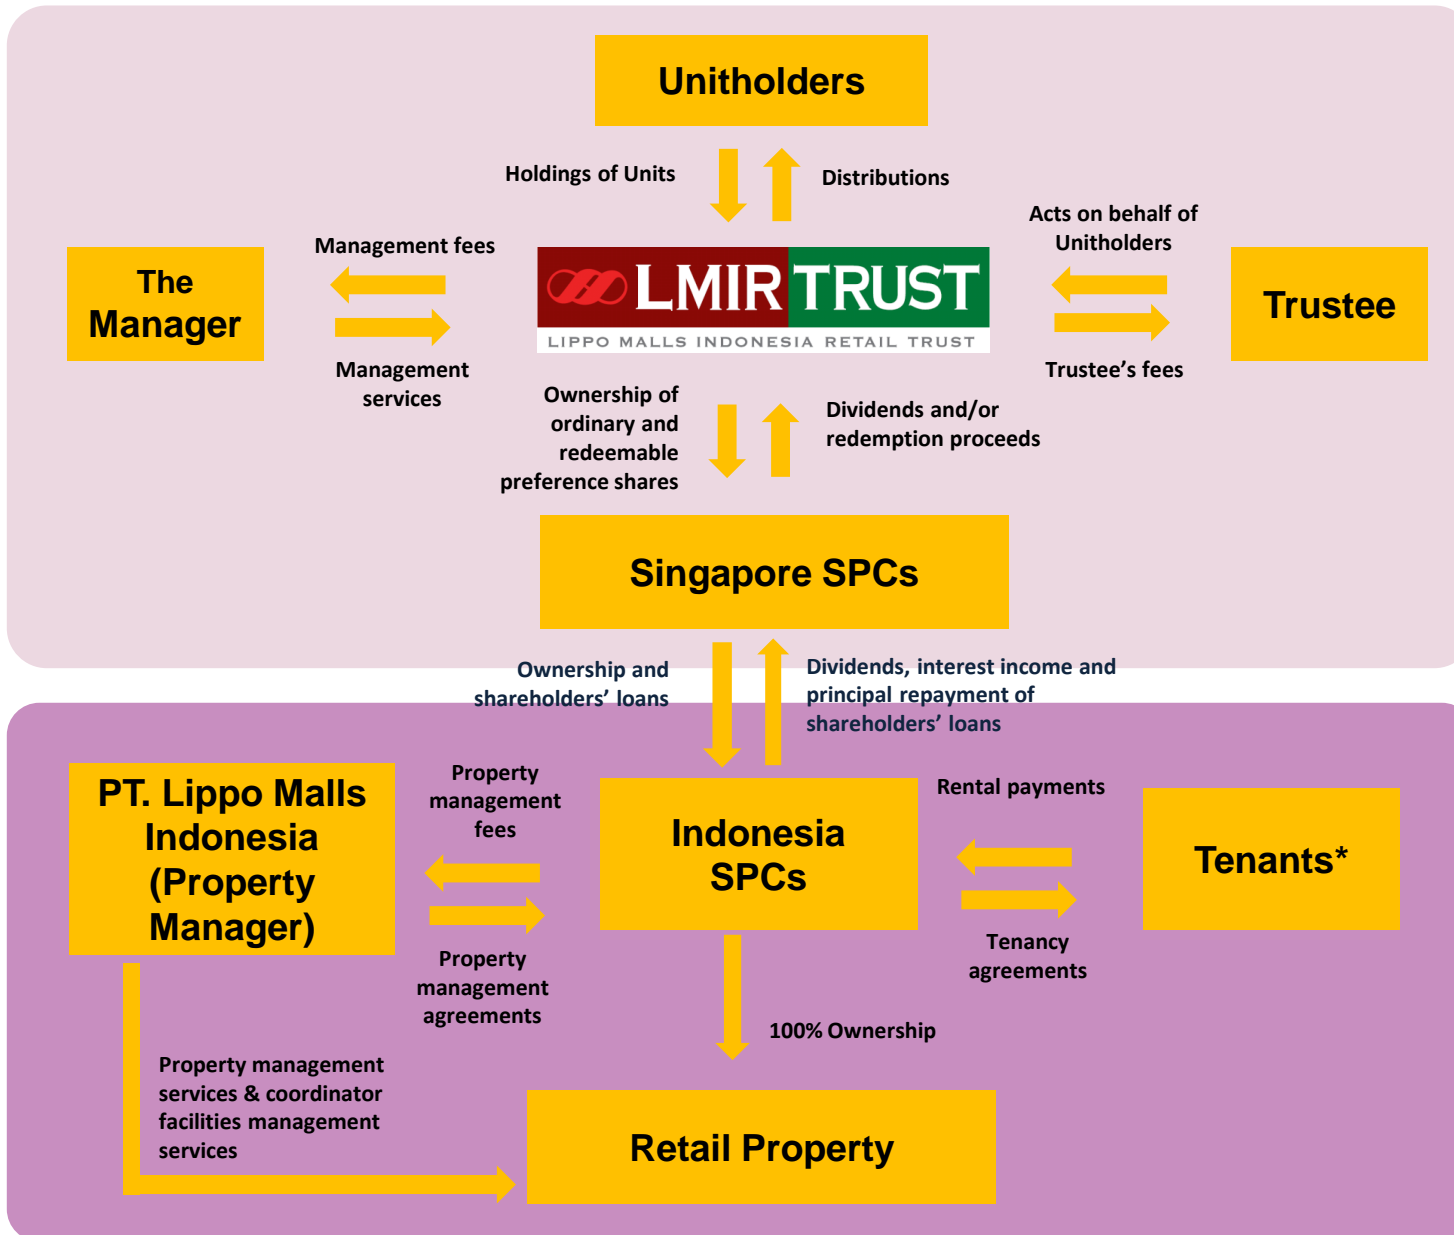 Unitholders
Holdings of Units
Distributions
Acts on behalf of
Unitholders
Management fees
The
Manager
LMIR TRUST
LIPPO MALLS INDONESIA RETAIL TRUST
Trustee
Management
services
Trustee’s fees
Ownership of
ordinary and
redeemable
preference shares
Dividends and/or
redemption proceeds
Singapore SPCs
Ownership and
shareholders’ loans
Dividends, interest income and
principal repayment of
shareholders’ loans
PT. Lippo Malls
Indonesia
(Property
Manager)
Property
management
fees
Indonesia
SPCs
Rental payments
Tenants*
Property
management
agreements
Tenancy
agreements
100% Ownership
Property management
services & coordinator
facilities management
services
Retail Property